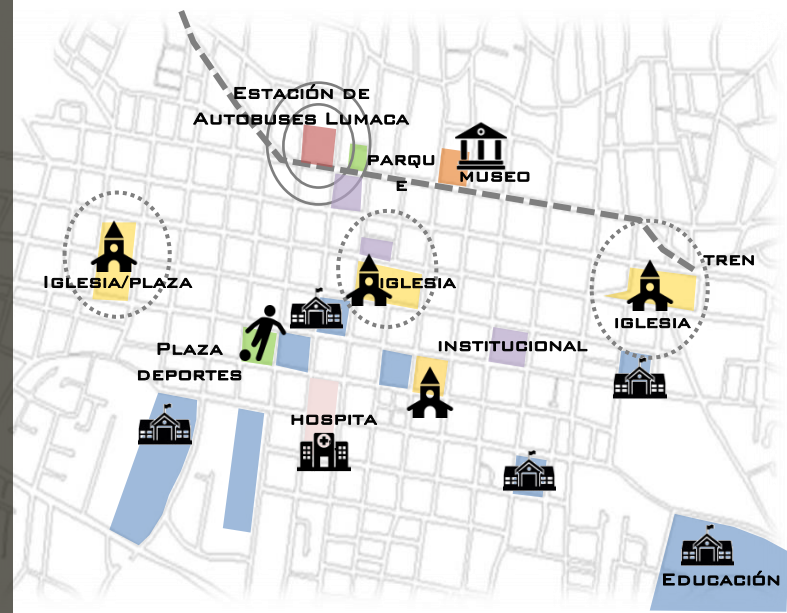 Estación de
Autobuses Lumaca
PARQU
E
MUSEO
TREN
Iglesia/plaza
IGLESIA
IGLESIA
Plaza
deportes
INSTITUCIONAL
HOSPITA
Educación